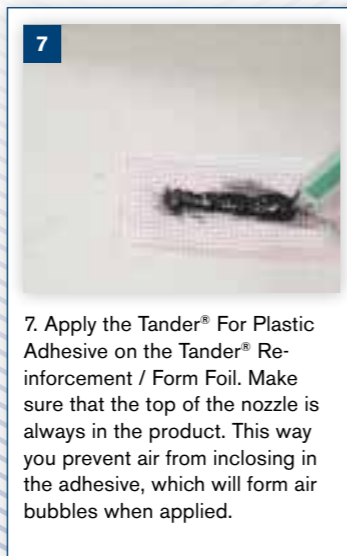 7
7. Apply the Tander® For Plastic
Adhesive on the Tander® Re-
inforcement / Form Foil. Make
sure that the top of the nozzle is
always in the product. This way
you prevent air from inclosing in
the adhesive, which will form air
bubbles when applied.